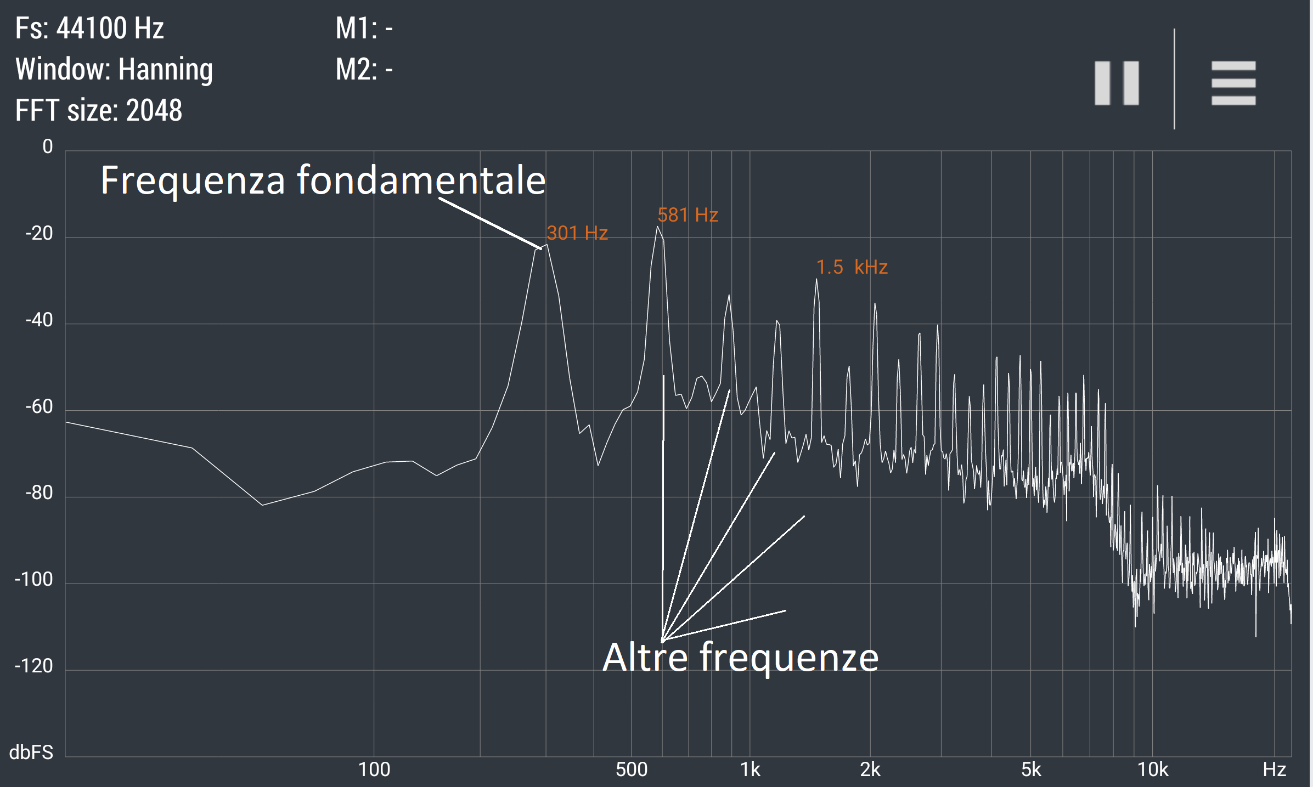 Fs: 44100 Hz
M1: -
Window: Hanning
M2: -
FFT size: 2048
0
Frequenza fondamentale
581 Hz
-20
301 Hz
1.5 kHz
-40
-60
-80
-100
Altre frequenze
-120
dbFS
100
500
1k
2k
5k
10k
Hz